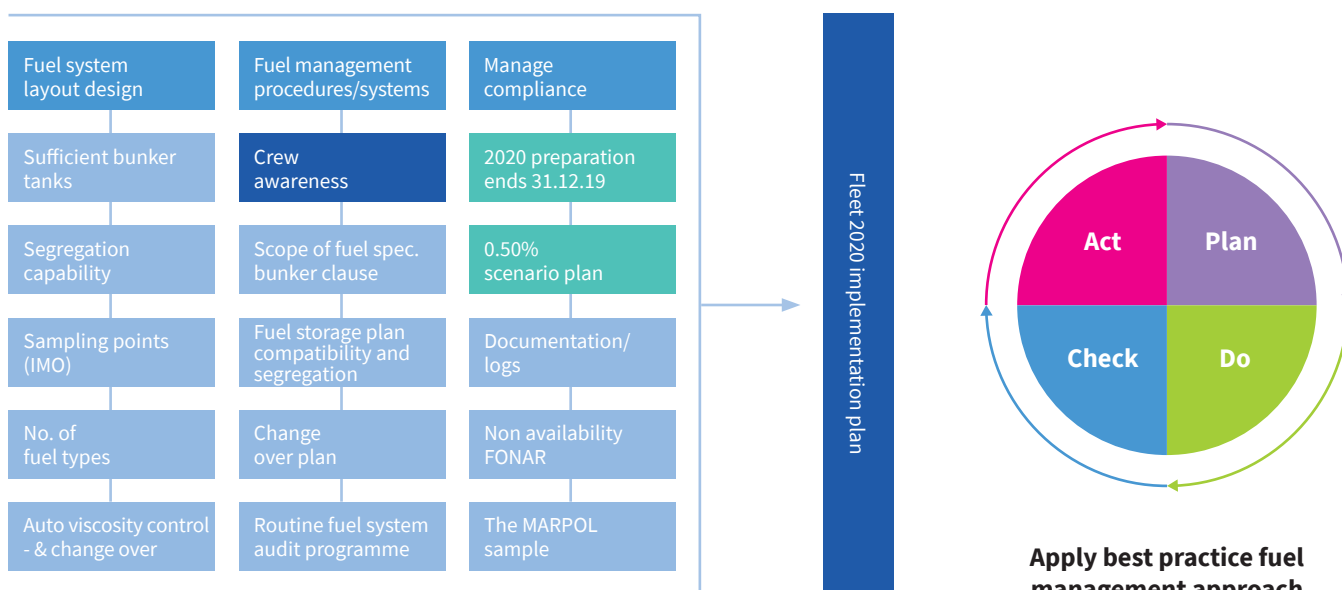 Fuel system
layout design
Sufficient bunker
tanks
Segregation
capability
Sampling points
(IMO)
No. of
fuel types
Auto viscosity control
- & change over
Fuel management
procedures/systems
Crew
awareness
Scope of fuel spec.
bunker clause
Fuel storage plan
compatibility and
segregation
Change
over plan
Routine fuel system
audit programme
Manage
compliance
2020 preparation
ends 31.12.19
0.50%
scenario plan
Documentation/
logs
Non availability
FONAR
The MARPOL
sample
Fleet 2020 implementation plan
Act
Plan
Check
Do
Apply best practice fuel
management approach